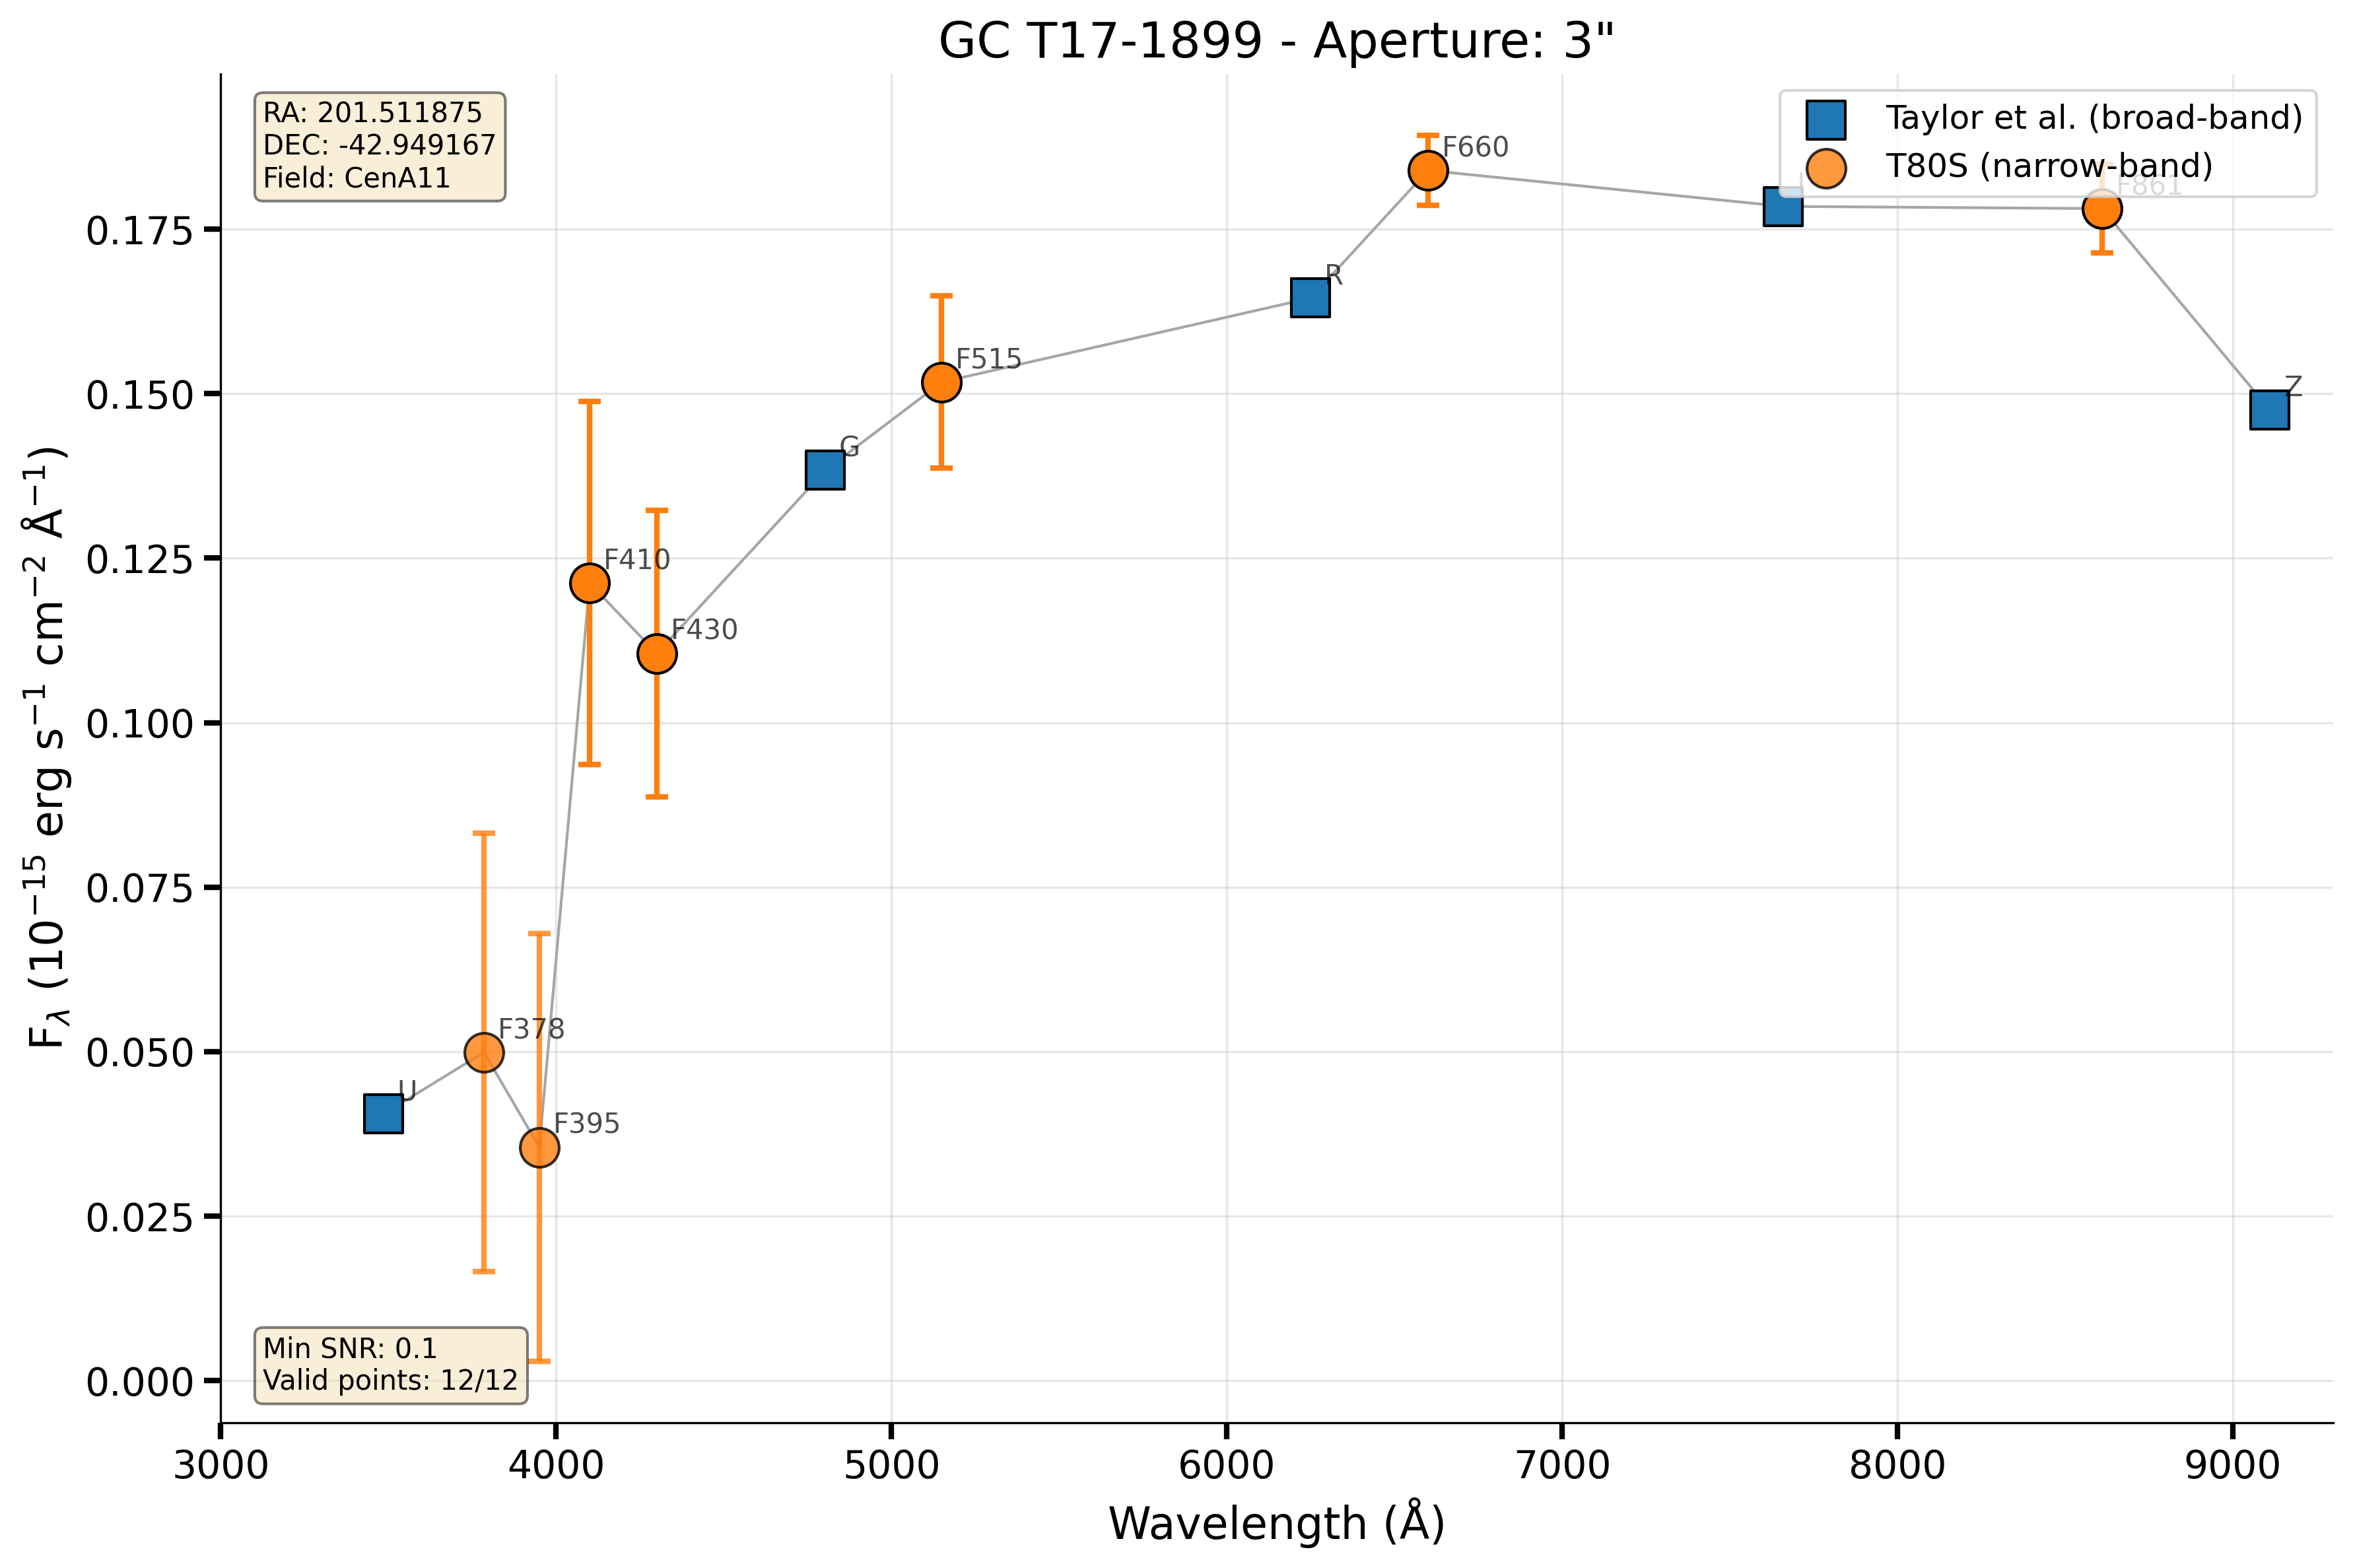 GC T17-1899 - Aperture: 3"
RA: 201.511875
DEC: -42.949167
Field: CenA11
Taylor et al. (broad-band)
T80S (narrow-band)
F660
F861
R
F515
Z
G
F410
F430
F378
U
F395
Min SNR: 0.1
Valid points: 12/12
F_λ (10⁻¹⁵ erg s⁻¹ cm⁻² Å⁻¹)
0.175
0.150
0.125
0.100
0.075
0.050
0.025
0.000
3000 4000 5000 6000 7000 8000 9000
Wavelength (Å)